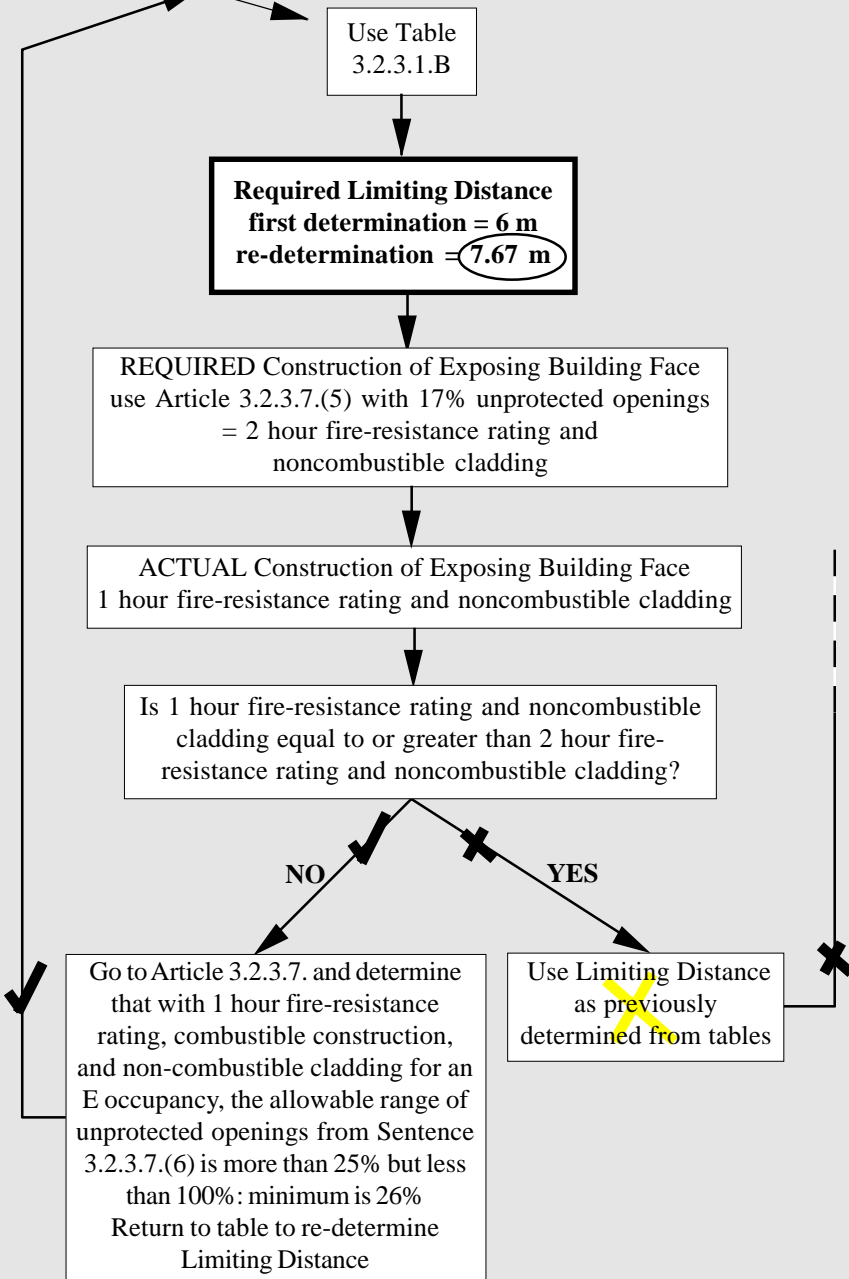 Use Table
3.2.3.1.B
Required Limiting Distance
first determination = 6 m
re-determination = 7.67 m
REQUIRED Construction of Exposing Building Face
use Article 3.2.3.7.(5) with 17% unprotected openings
= 2 hour fire-resistance rating and
noncombustible cladding
ACTUAL Construction of Exposing Building Face
1 hour fire-resistance rating and noncombustible cladding
Is 1 hour fire-resistance rating and noncombustible
cladding equal to or greater than 2 hour fire-
resistance rating and noncombustible cladding?
NO
YES
Go to Article 3.2.3.7. and determine
that with 1 hour fire-resistance
rating, combustible construction,
and non-combustible cladding for an
E occupancy, the allowable range of
unprotected openings from Sentence
3.2.3.7.(6) is more than 25% but less
than 100%: minimum is 26%
Return to table to re-determine
Limiting Distance
Use Limiting Distance
as previously
determined from tables